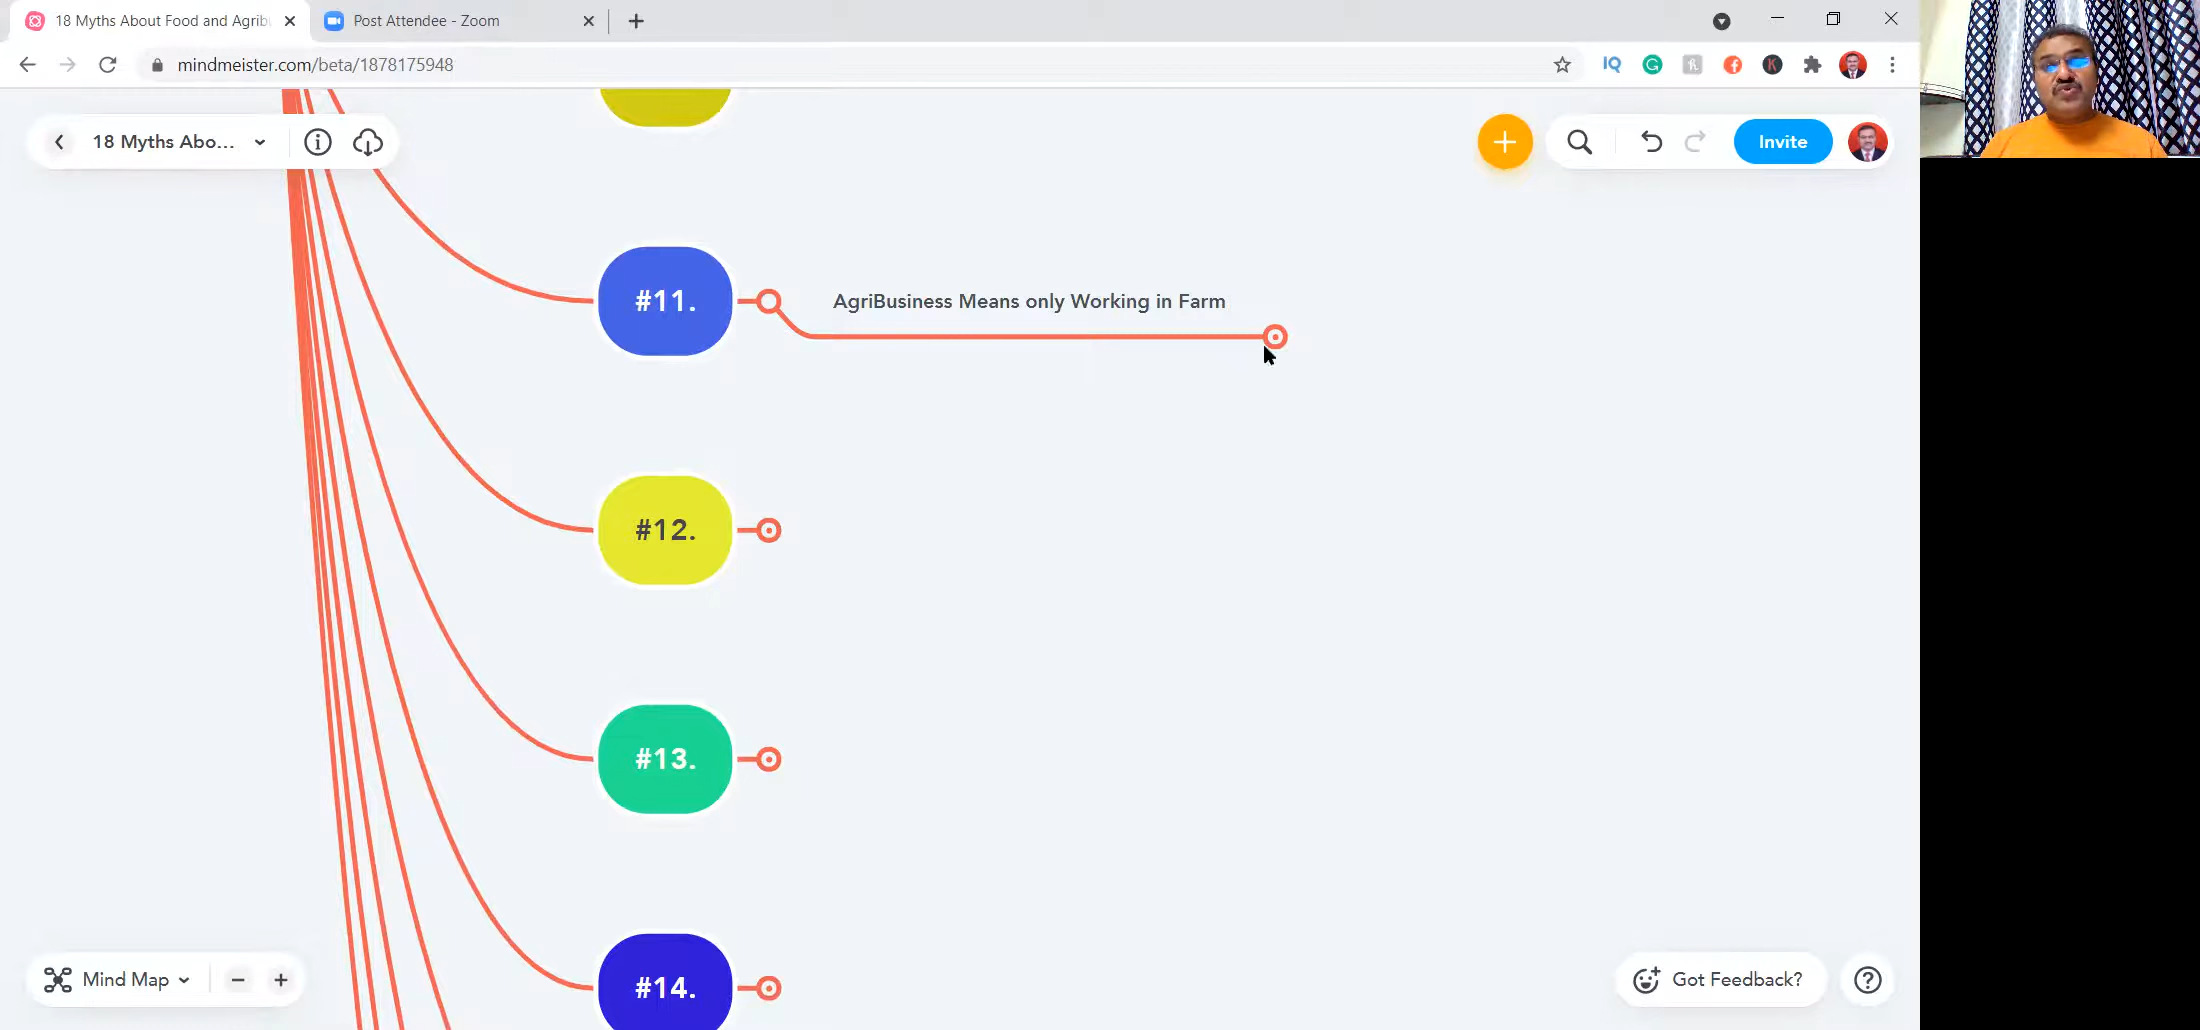 18 Myths About Food and Agrib
Post Attendee - Zoom
mindmeister.com/beta/1878175948
IQ
18 Myths Abo...
Invite
#11.
AgriBusiness Means only Working in Farm
#12.
#13.
#14.
Mind Map
Got Feedback?